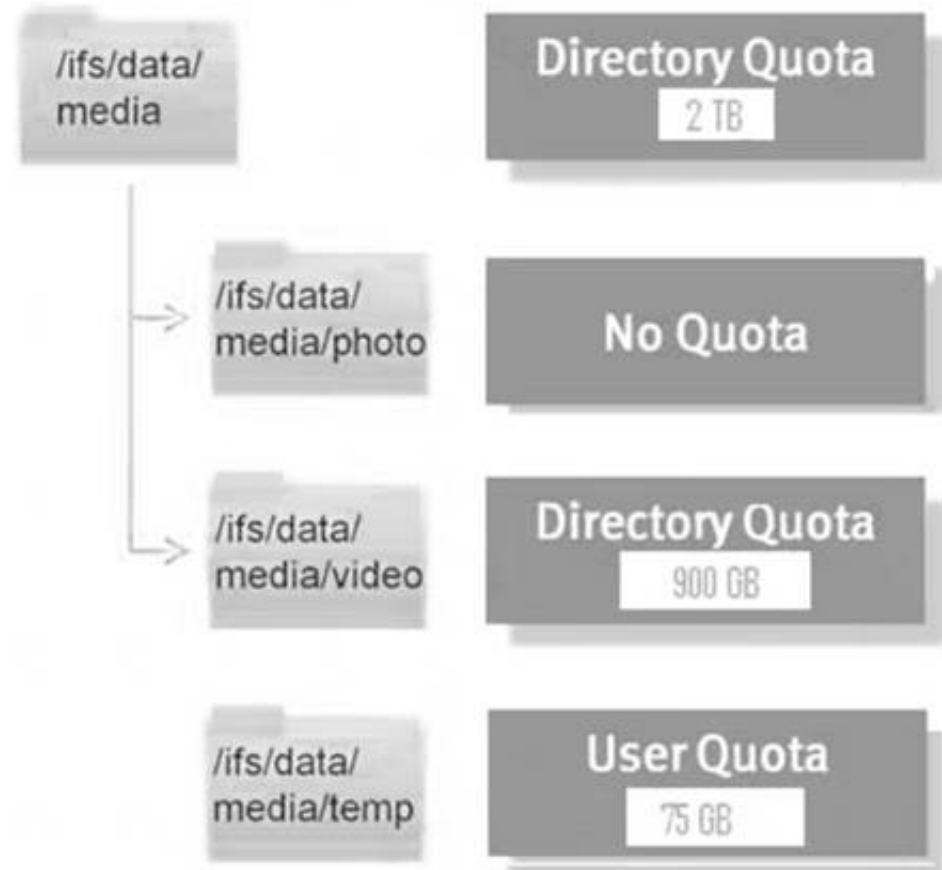 /ifs/data/
media
Directory Quota
2 TB
/ifs/data/
media/photo
No Quota
/ifs/data/
media/video
Directory Quota
900 GB
/ifs/data/
media/temp
User Quota
75 GB